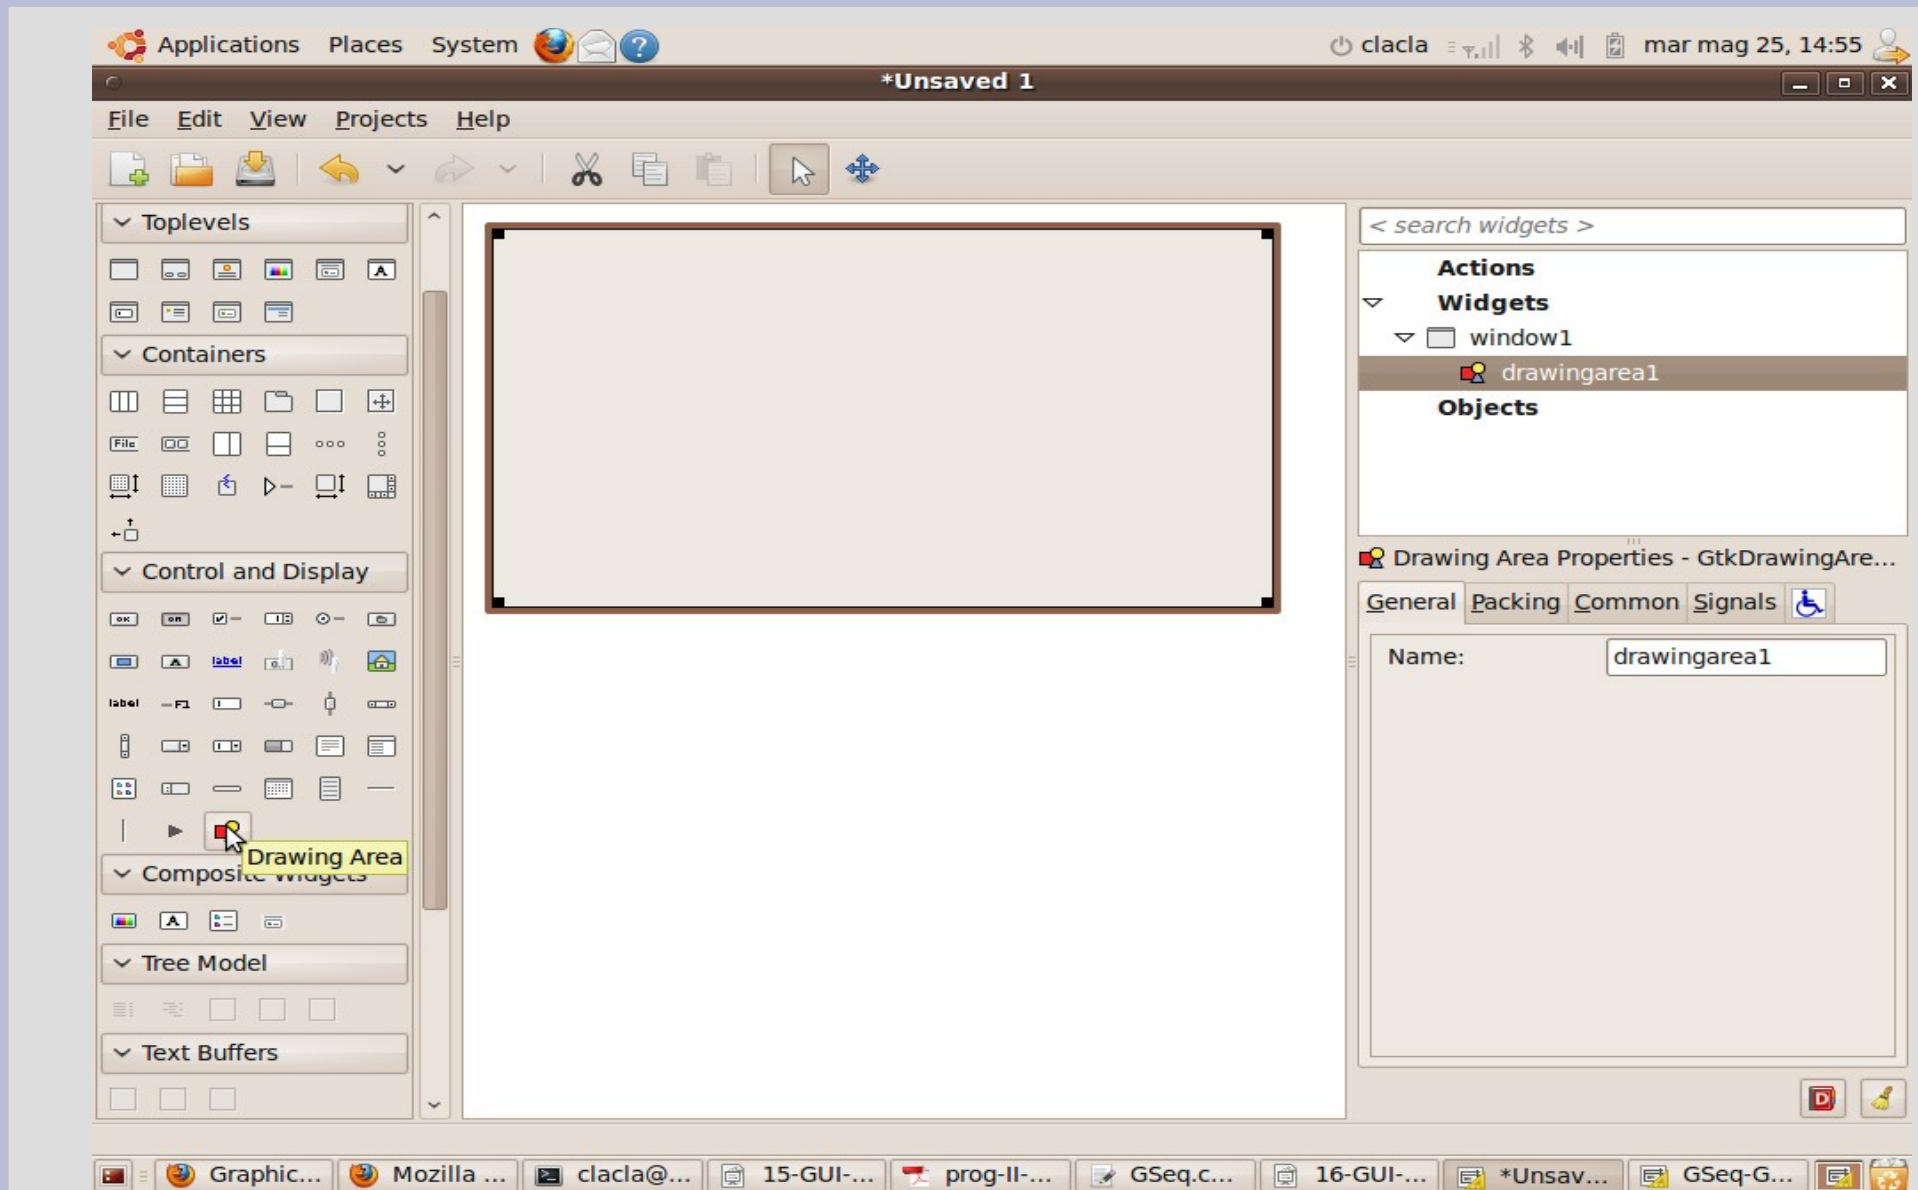 Applications Places System ? clacla mar mag 25, 14:55
*Unsaved 1
File Edit View Projects Help
Toplevels
Containers
File
Control and Display
OK on
label
label F1
Drawing Area
Composite Widgets
Tree Model
Text Buffers
< search widgets >
Actions
Widgets
window1
drawingarea1
Objects
Drawing Area Properties - GtkDrawingAre...
General Packing Common Signals
Name: drawingarea1
Graphic... Mozilla ... clacla@... 15-GUI-... prog-II-... GSeq.c... 16-GUI-... *Unsav... GSeq-G...